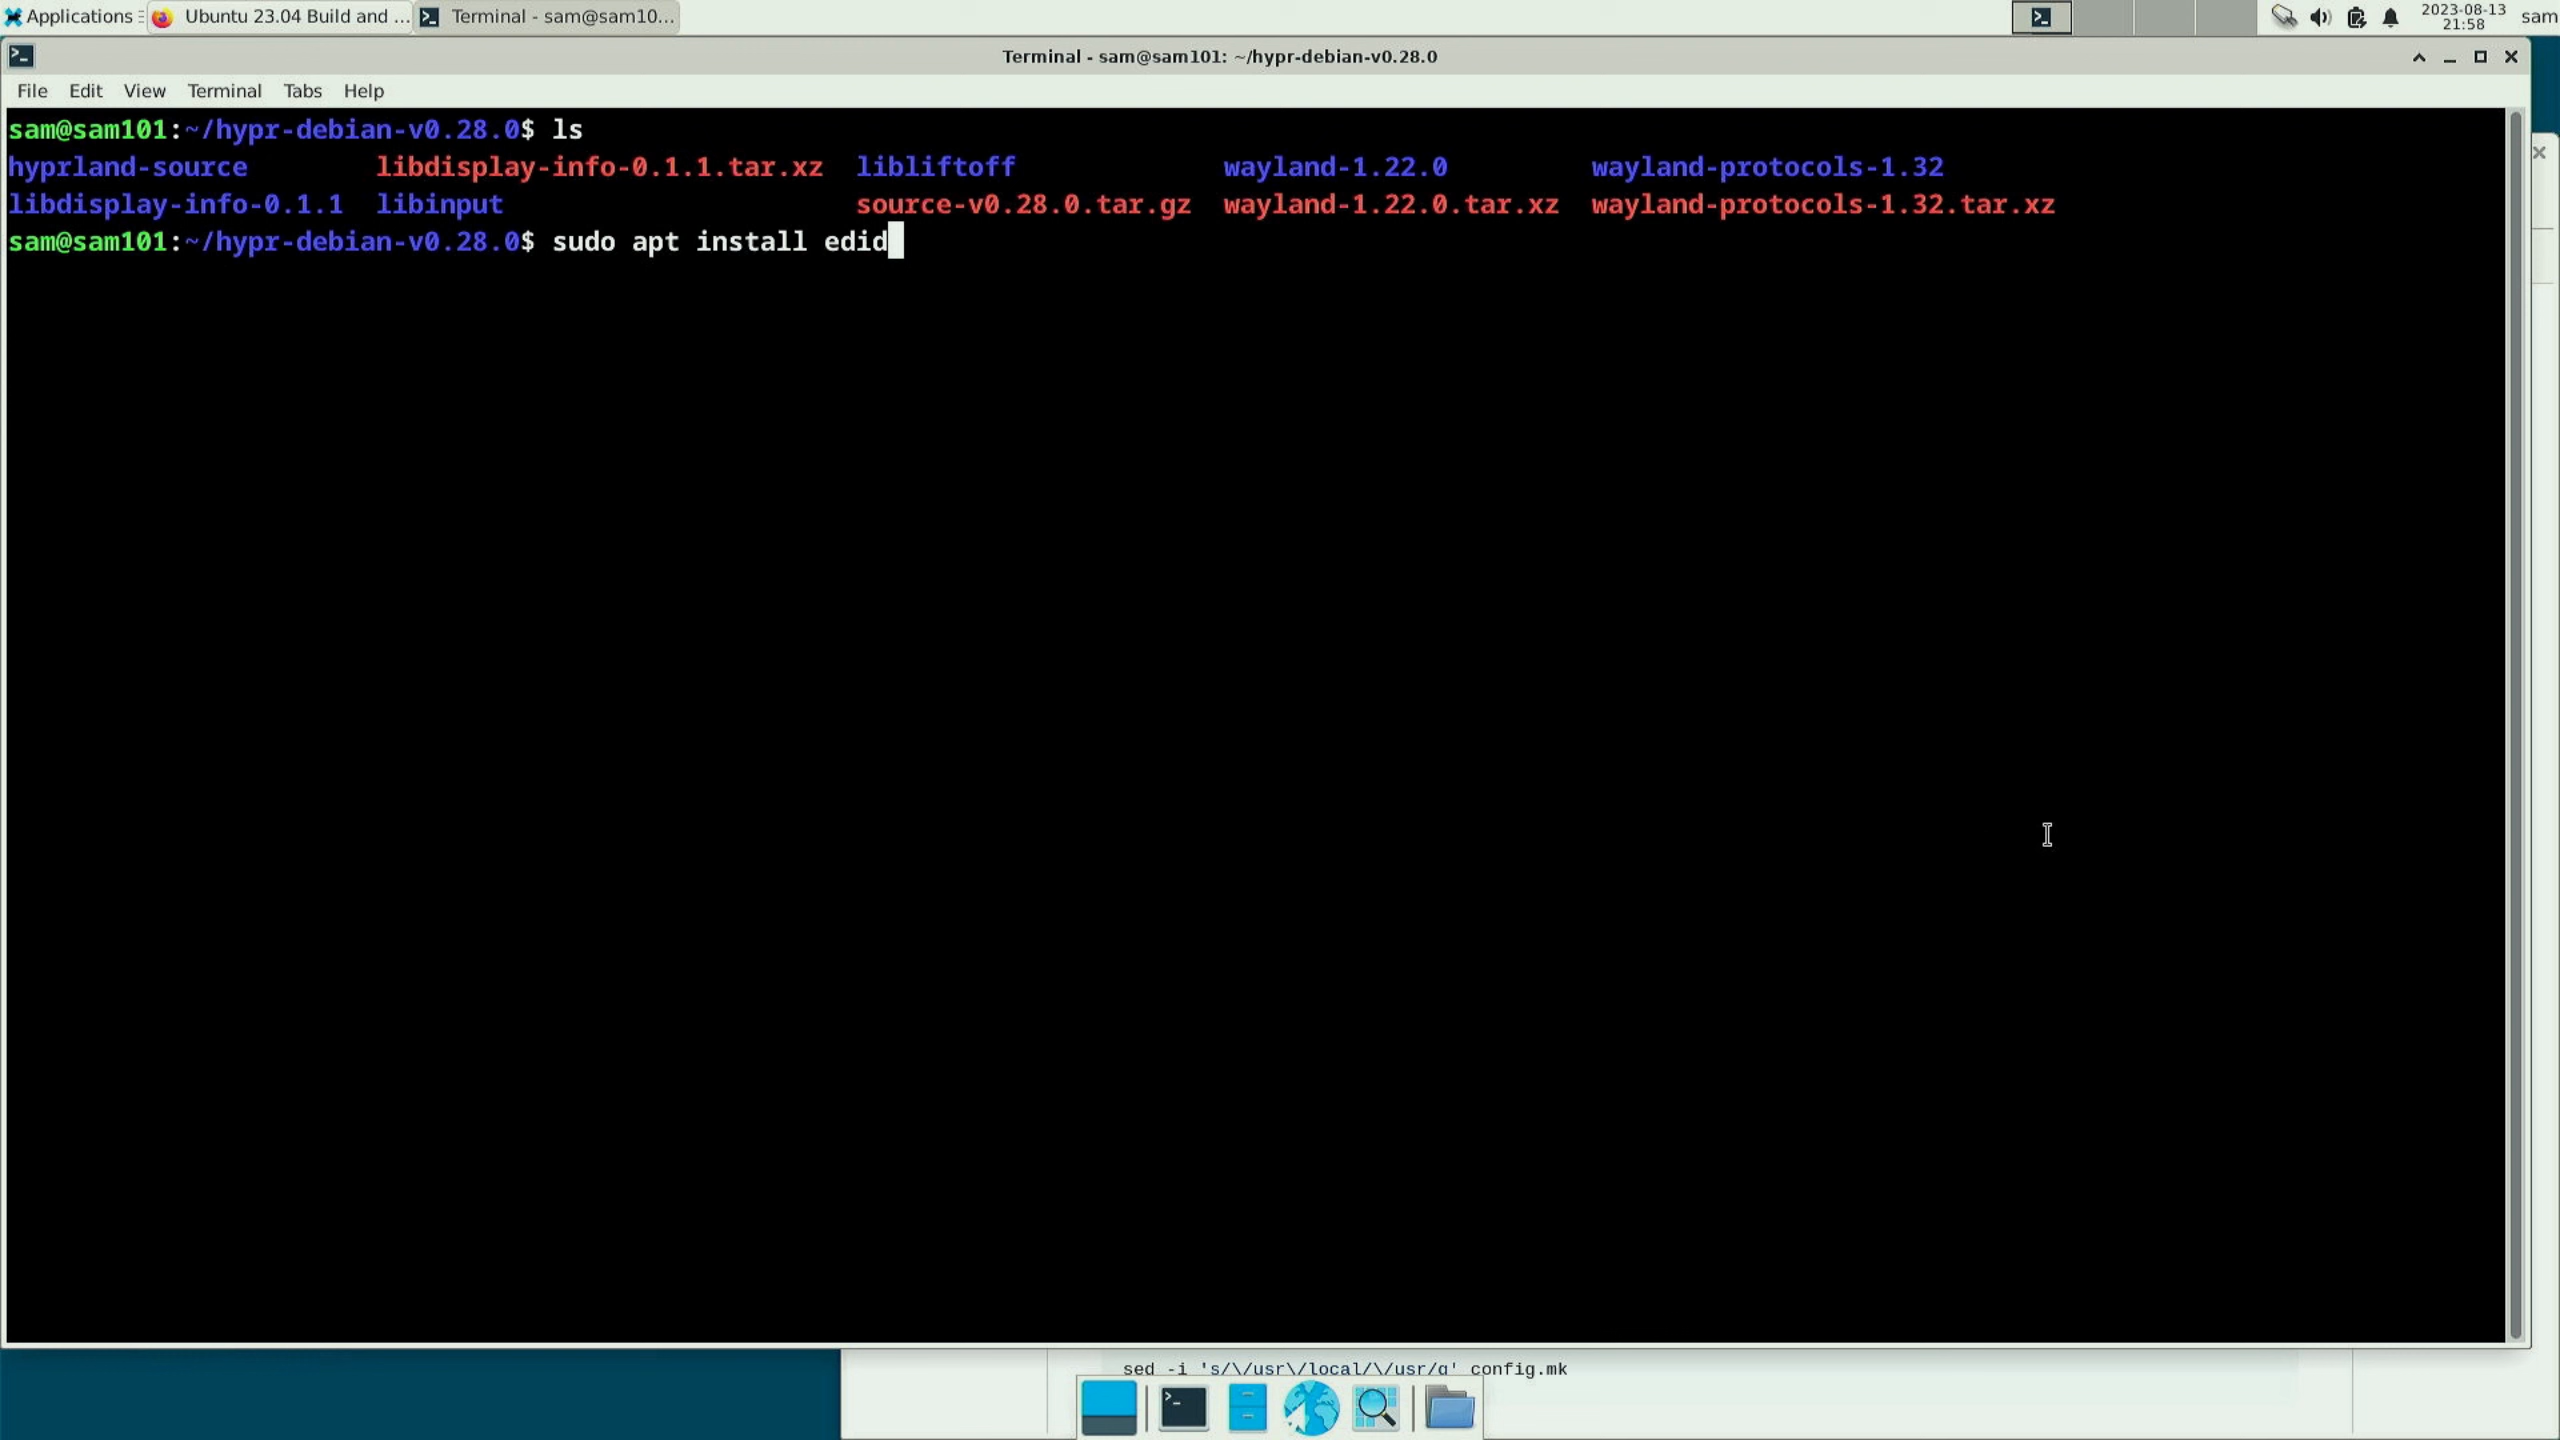 Applications Ubuntu 23.04 Build and ... Terminal - sam@sam10... 2023-08-13 sam
21:58
Terminal - sam@sam101: ~/hypr-debian-v0.28.0
File Edit View Terminal Tabs Help
sam@sam101:~/hypr-debian-v0.28.0$ ls
hyprland-source libdisplay-info-0.1.1.tar.xz libliftoff wayland-1.22.0 wayland-protocols-1.32
libdisplay-info-0.1.1 libinput source-v0.28.0.tar.gz wayland-1.22.0.tar.xz wayland-protocols-1.32.tar.xz
sam@sam101:~/hypr-debian-v0.28.0$ sudo apt install edid
sed -i 's/\/usr\/local/\/usr/g' config.mk